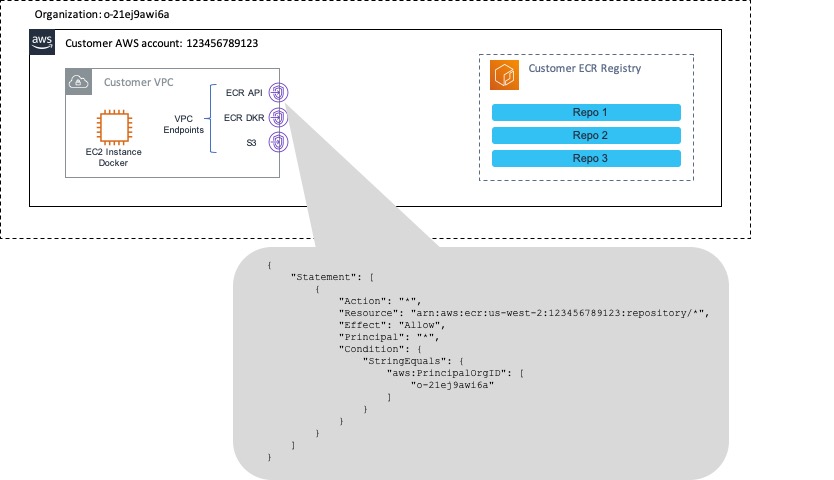 Organization: o-21ej9awi6a
aws
Customer AWS account: 123456789123
Customer VPC
ECR API
VPC
Endpoints
ECR DKR
S3
EC2 Instance
Docker
Customer ECR Registry
Repo 1
Repo 2
Repo 3
{
    "Statement": [
        {
            "Action": "*",
            "Resource": "arn:aws:ecr:us-west-2:123456789123:repository/*",
            "Effect": "Allow",
            "Principal": "*",
            "Condition": {
                "StringEquals": {
                    "aws:PrincipalOrgID": [
                        "o-21ej9awi6a"
                    ]
                }
            }
        }
    ]
}